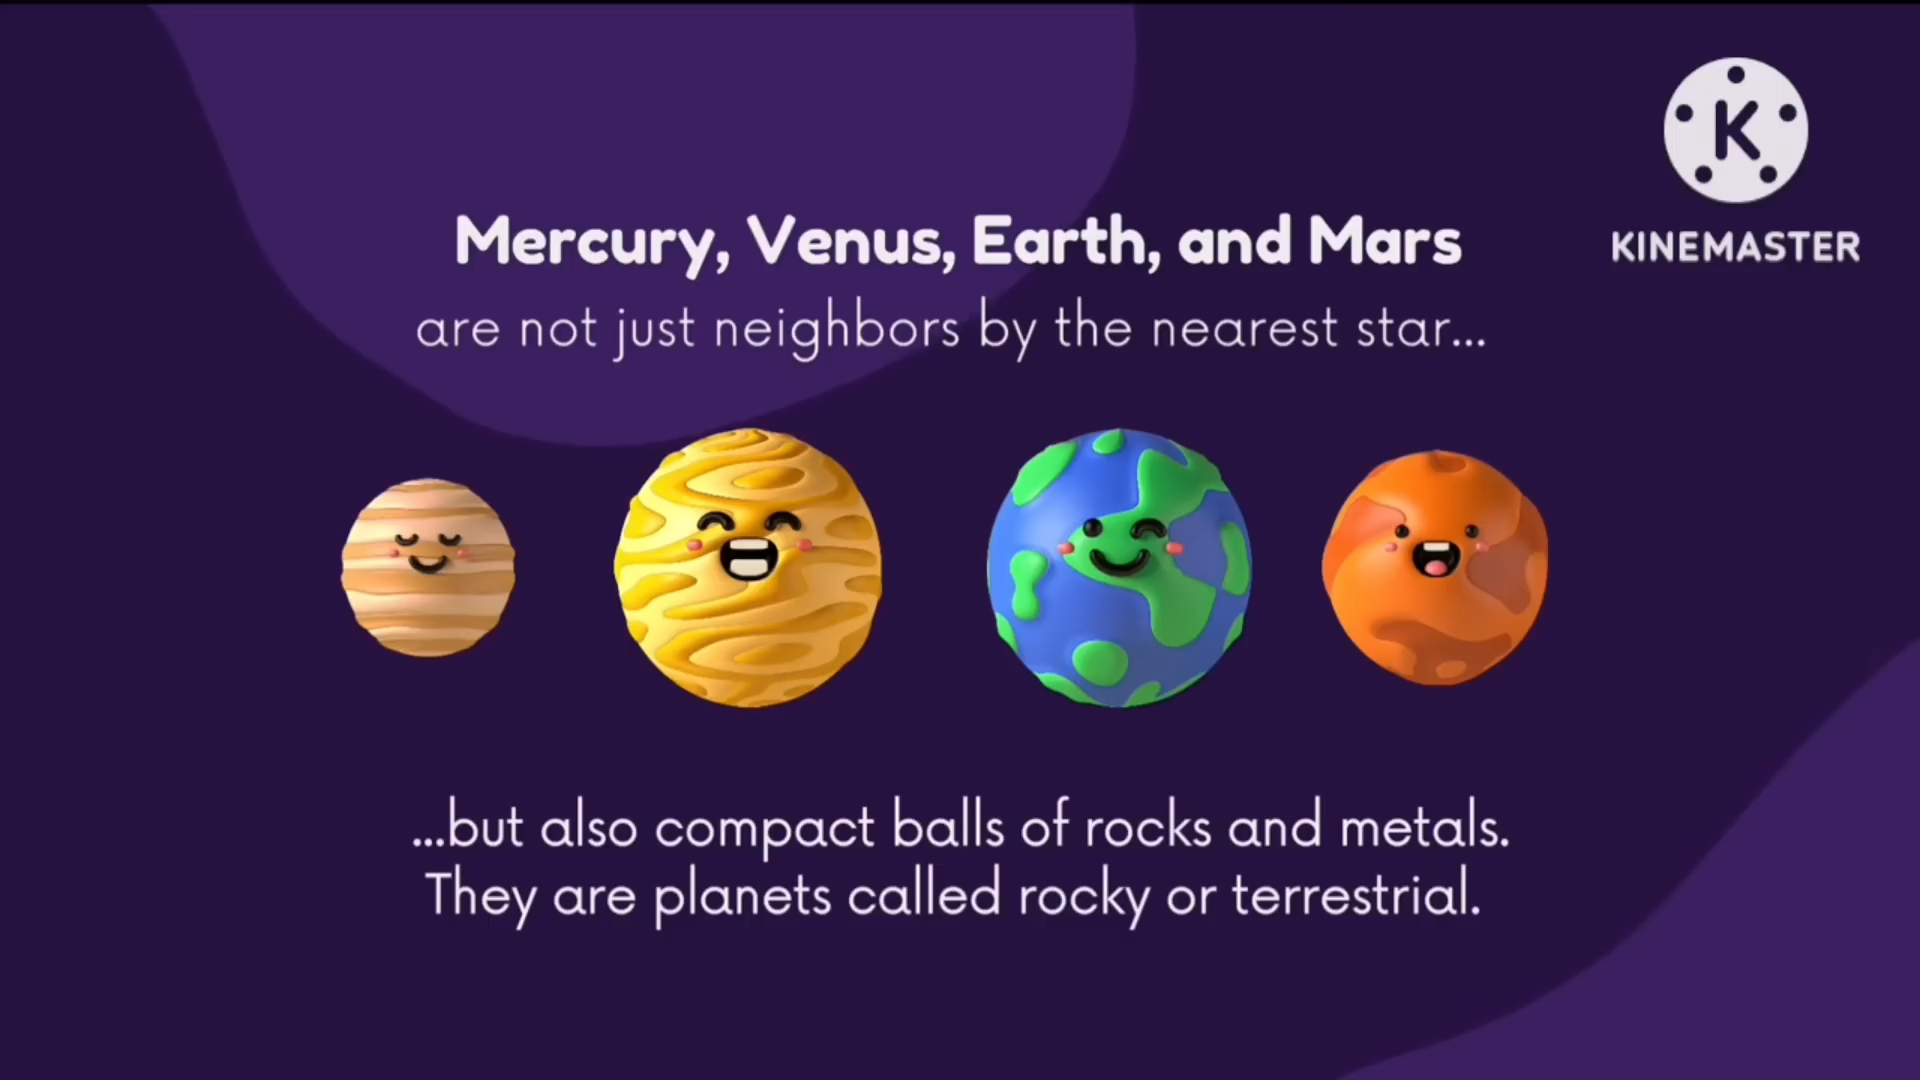 K
KINEMASTER
Mercury, Venus, Earth, and Mars
are not just neighbors by the nearest star...
...but also compact balls of rocks and metals.
They are planets called rocky or terrestrial.